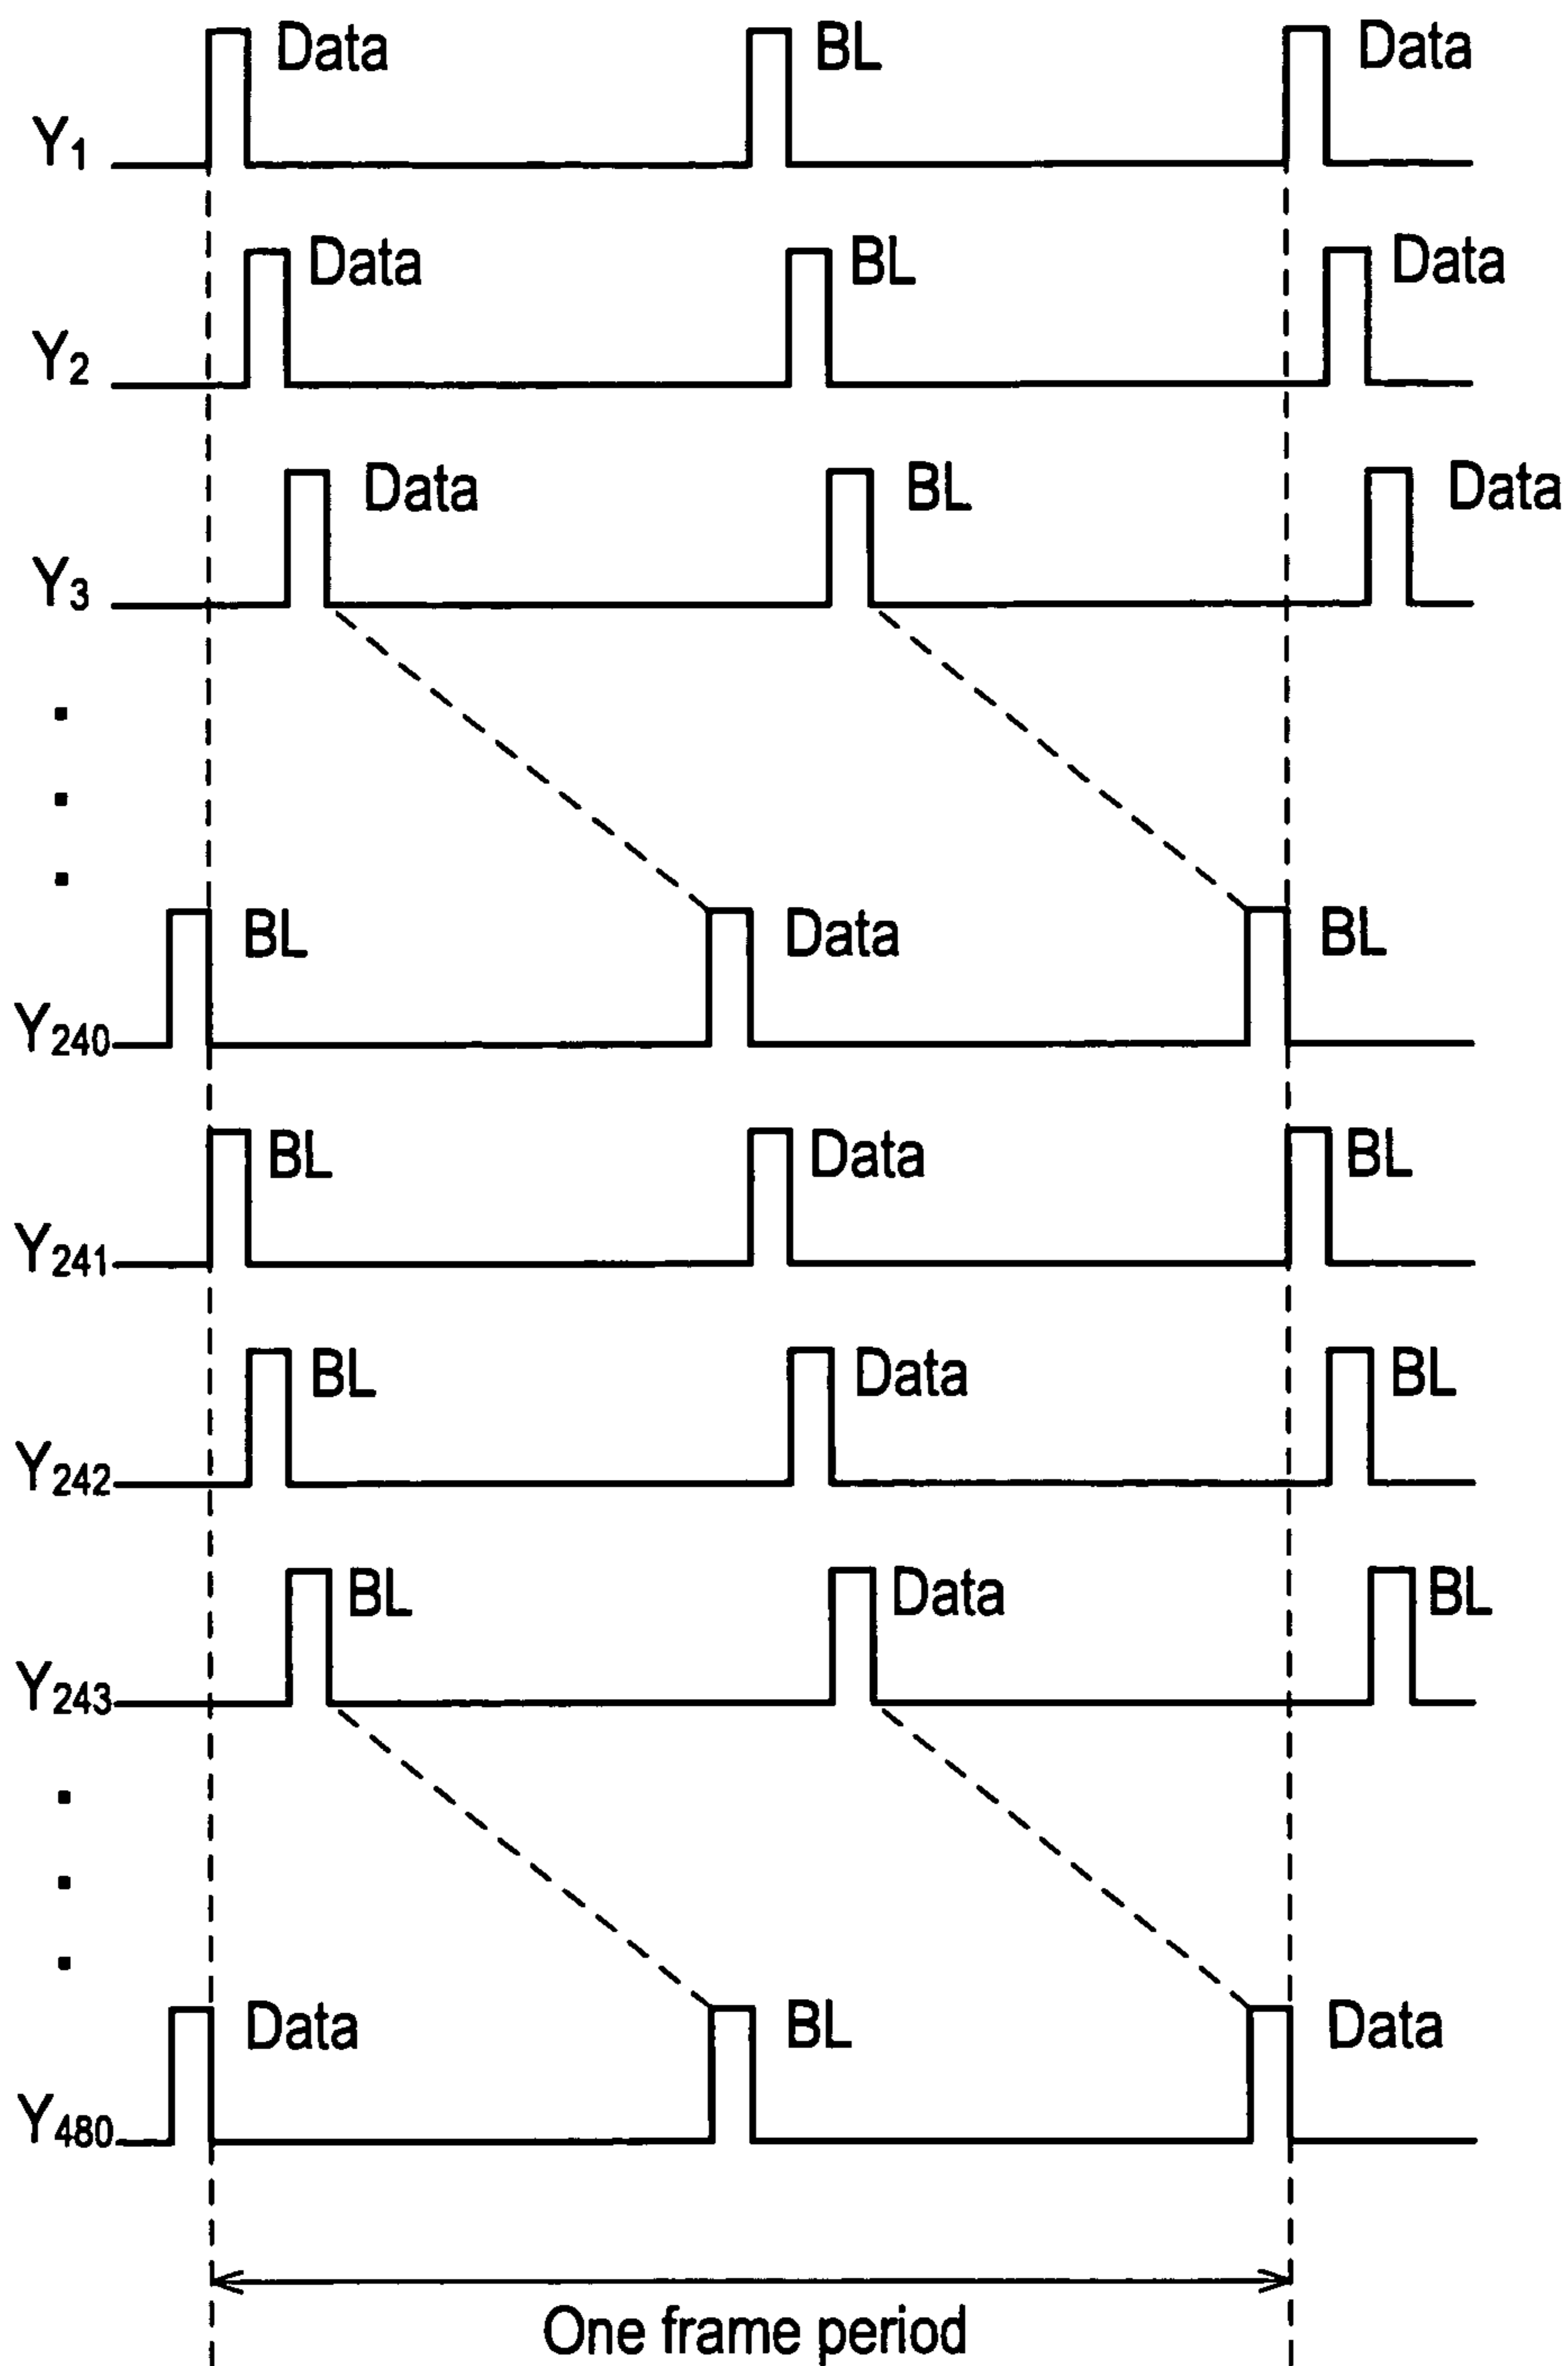 Data BL Data
Y1
Data BL Data
Y2
Data BL Data
Y3
BL Data BL
Y240
BL Data BL
Y241
BL Data BL
Y242
BL Data BL
Y243
Data BL Data
Y480
One frame period